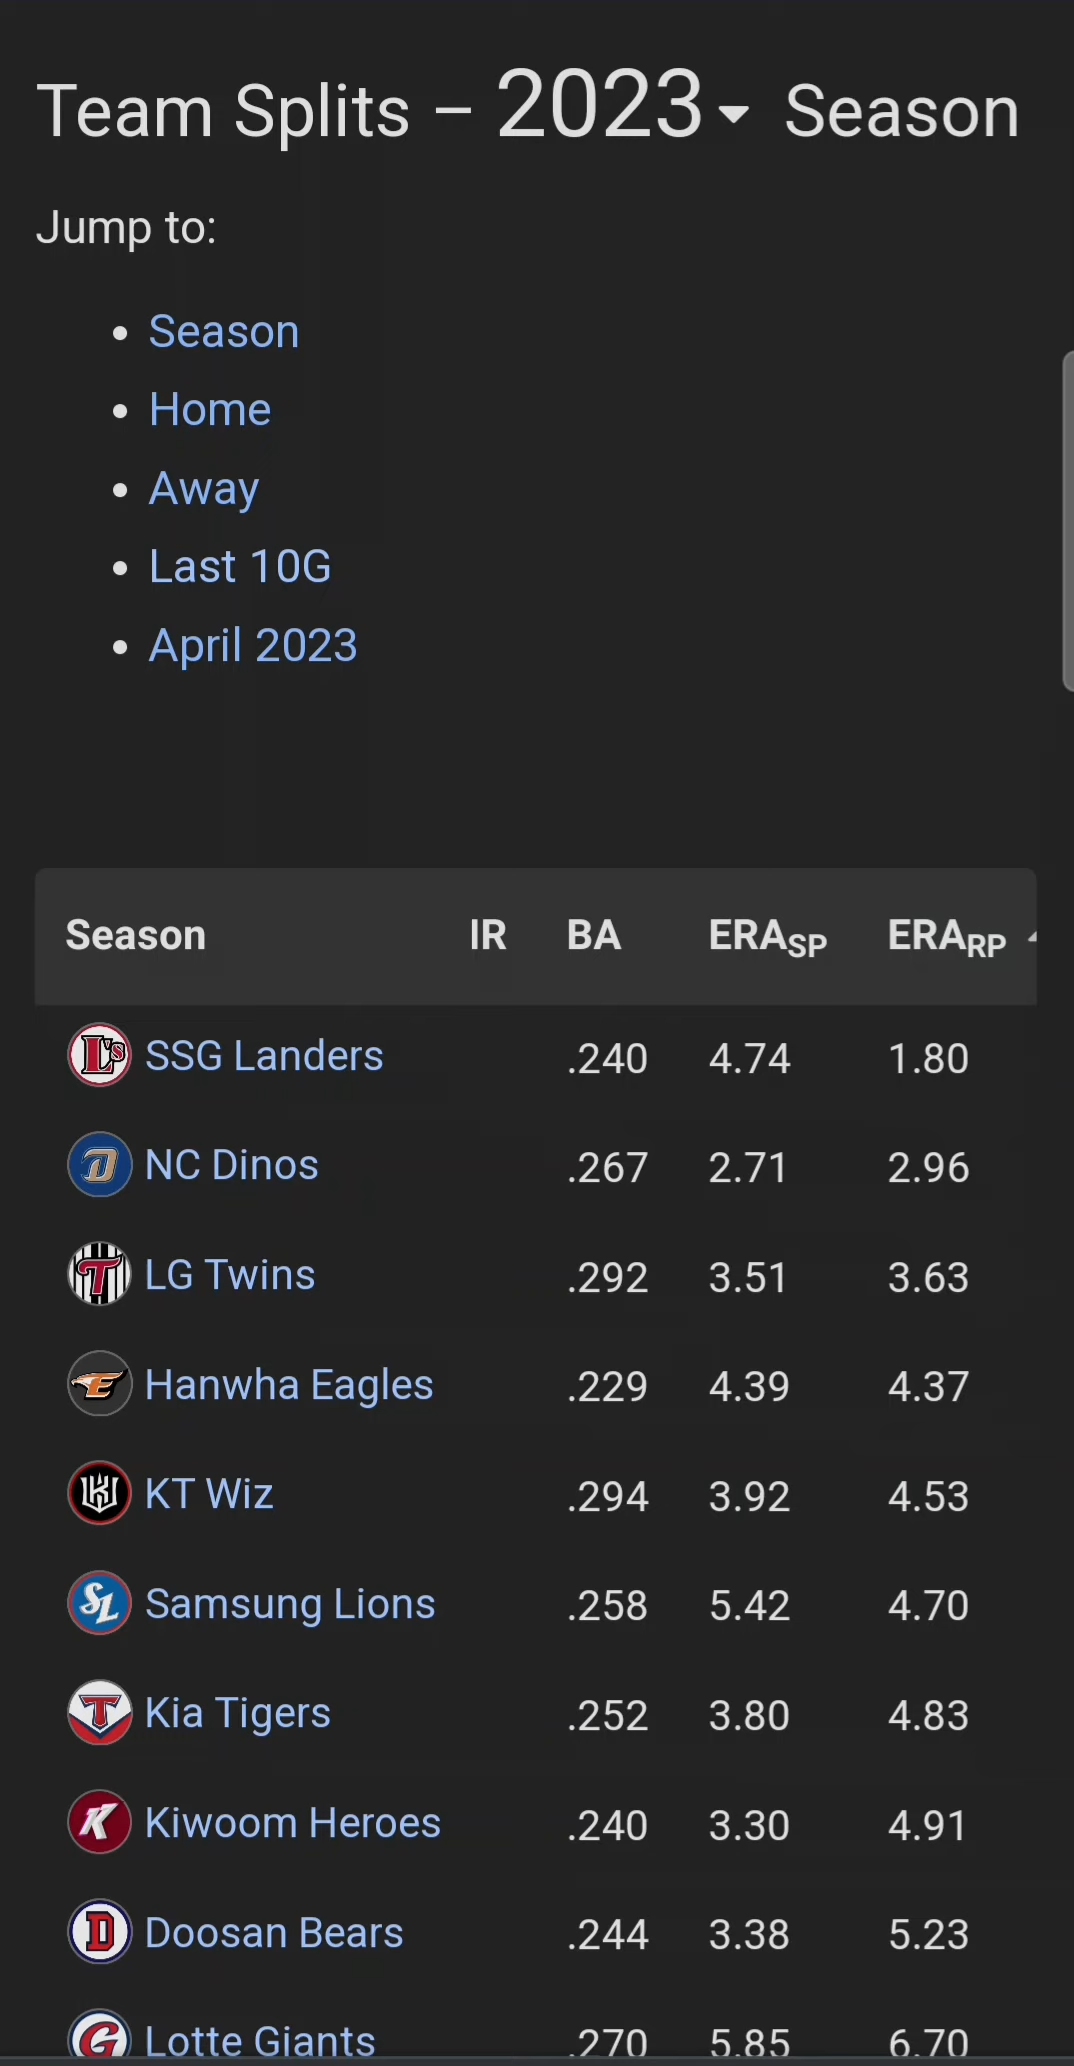 Team Splits – 2023 Season
Jump to:
• Season
• Home
• Away
• Last 10G
• April 2023
Season IR BA ERASP ERARP
SSG Landers .240 4.74 1.80
NC Dinos .267 2.71 2.96
LG Twins .292 3.51 3.63
Hanwha Eagles .229 4.39 4.37
KT Wiz .294 3.92 4.53
Samsung Lions .258 5.42 4.70
Kia Tigers .252 3.80 4.83
Kiwoom Heroes .240 3.30 4.91
Doosan Bears .244 3.38 5.23
Lotte Giants .270 5.85 6.70